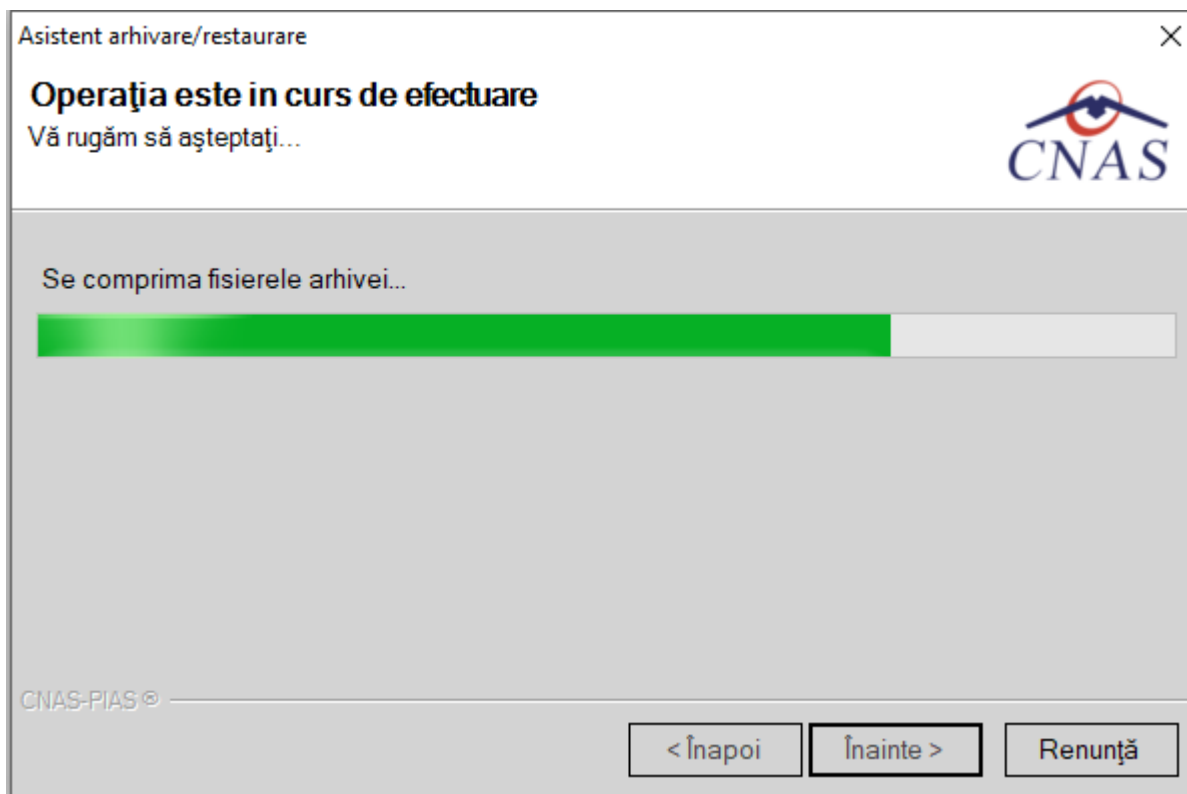 Asistent arhivare/restaurare
Operaţia este in curs de efectuare
Vă rugăm să aşteptaţi...
CNAS
Se comprima fisierele arhivei...
CNAS-PIAS ®
< Înapoi
Înainte >
Renunţă